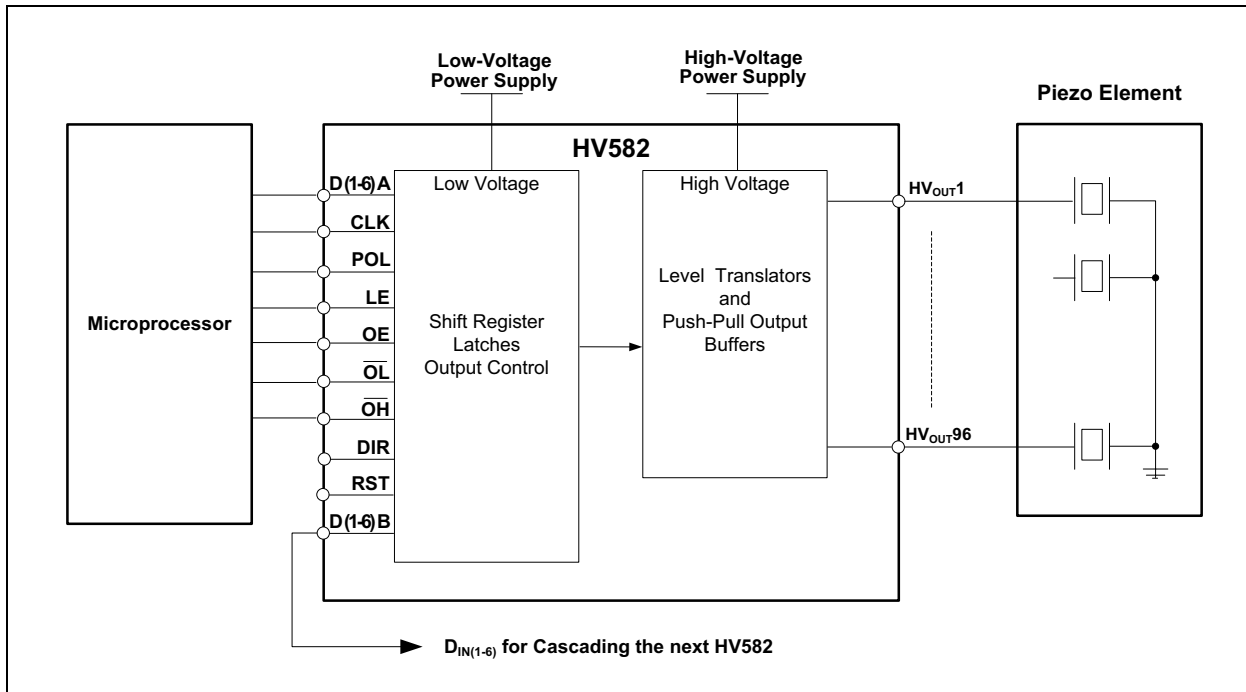 Low-Voltage
Power Supply
High-Voltage
Power Supply
Piezo Element
HV582
Microprocessor
D(1-6)A
CLK
POL
LE
OE
O̅L̅
O̅H̅
DIR
RST
D(1-6)B
Low Voltage
Shift Register
Latches
Output Control
High Voltage
Level Translators
and
Push-Pull Output
Buffers
HVOUT1
HVOUT96
DIN(1-6) for Cascading the next HV582